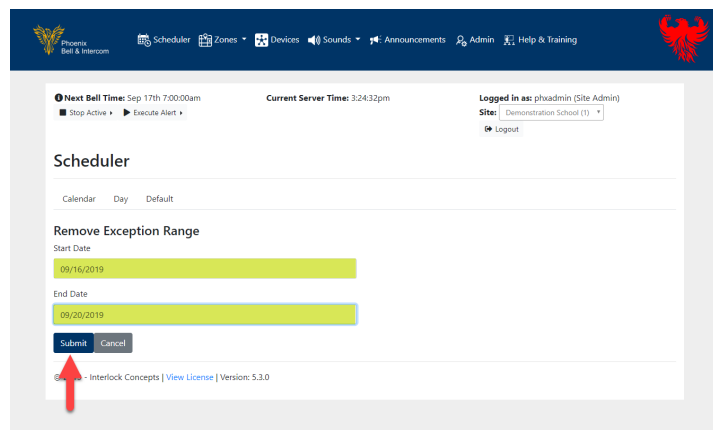 Phoenix
Bell & Intercom
Scheduler Zones Devices Sounds Announcements Admin Help & Training
Next Bell Time: Sep 17th 7:00:00am Current Server Time: 3:24:32pm Logged in as: phxadmin (Site Admin)
Stop Active Execute Alert Site: Demonstration School (1)
Logout
Scheduler
Calendar Day Default
Remove Exception Range
Start Date
09/16/2019
End Date
09/20/2019
Submit Cancel
© - Interlock Concepts | View License | Version: 5.3.0